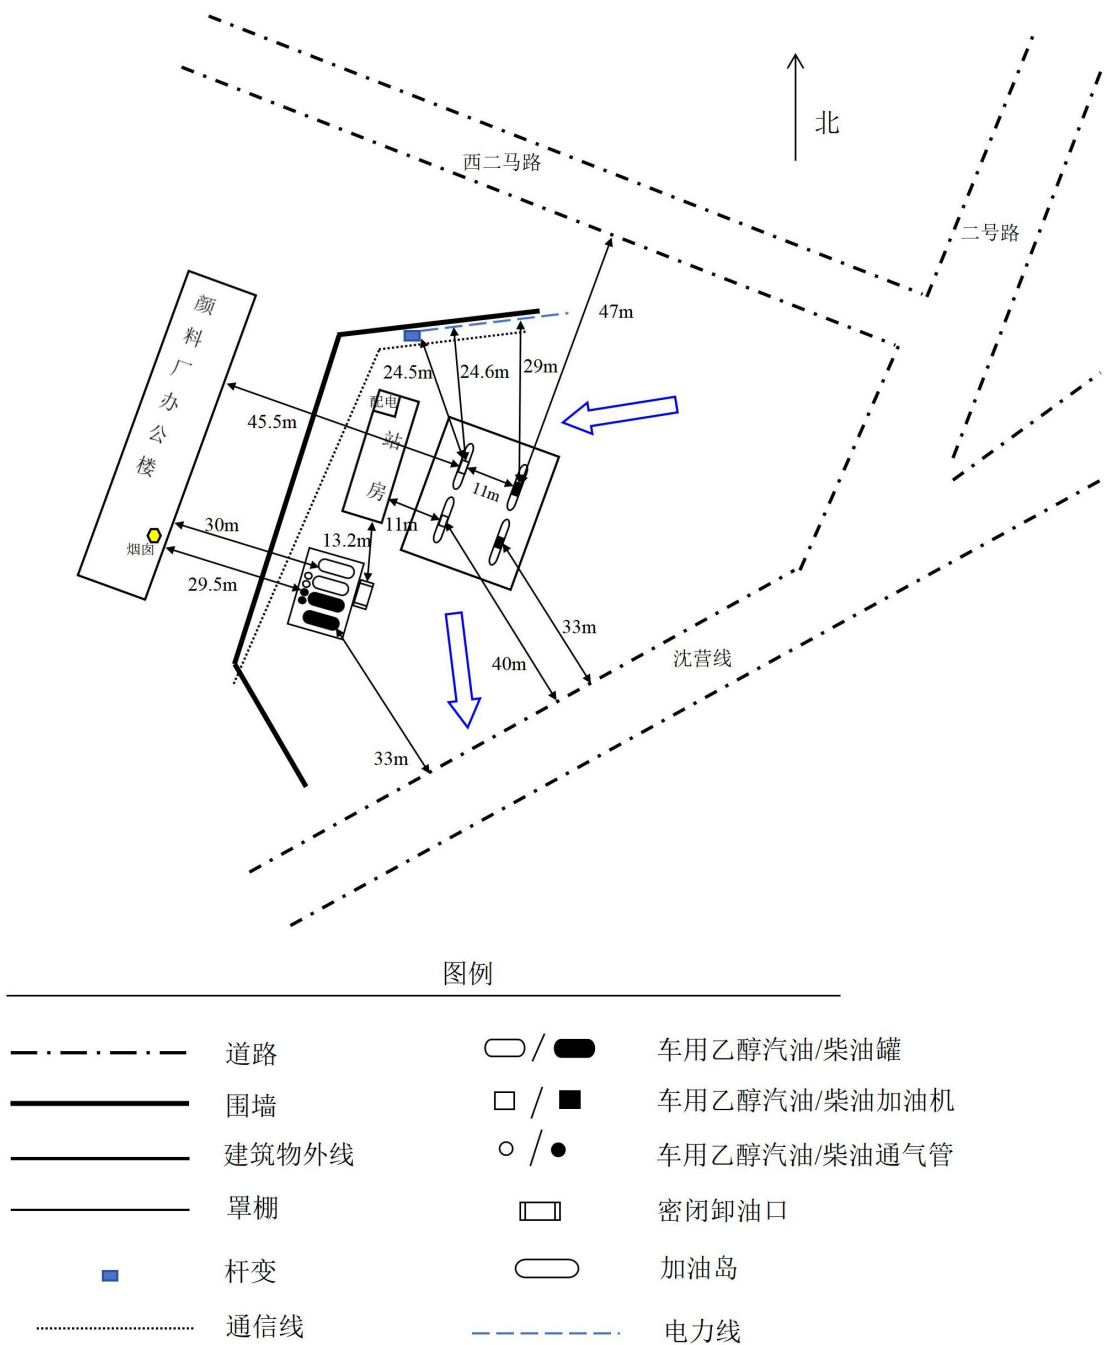 北
西二马路
二号路
47m
颜料厂办公楼
24.5m
24.6m
29m
配电
45.5m
站房
11m
11m
30m
13.2m
烟囱
29.5m
33m
40m
沈营线
33m
图例
道路
车用乙醇汽油/柴油罐
围墙
车用乙醇汽油/柴油加油机
建筑物外线
车用乙醇汽油/柴油通气管
罩棚
密闭卸油口
杆变
加油岛
通信线
电力线